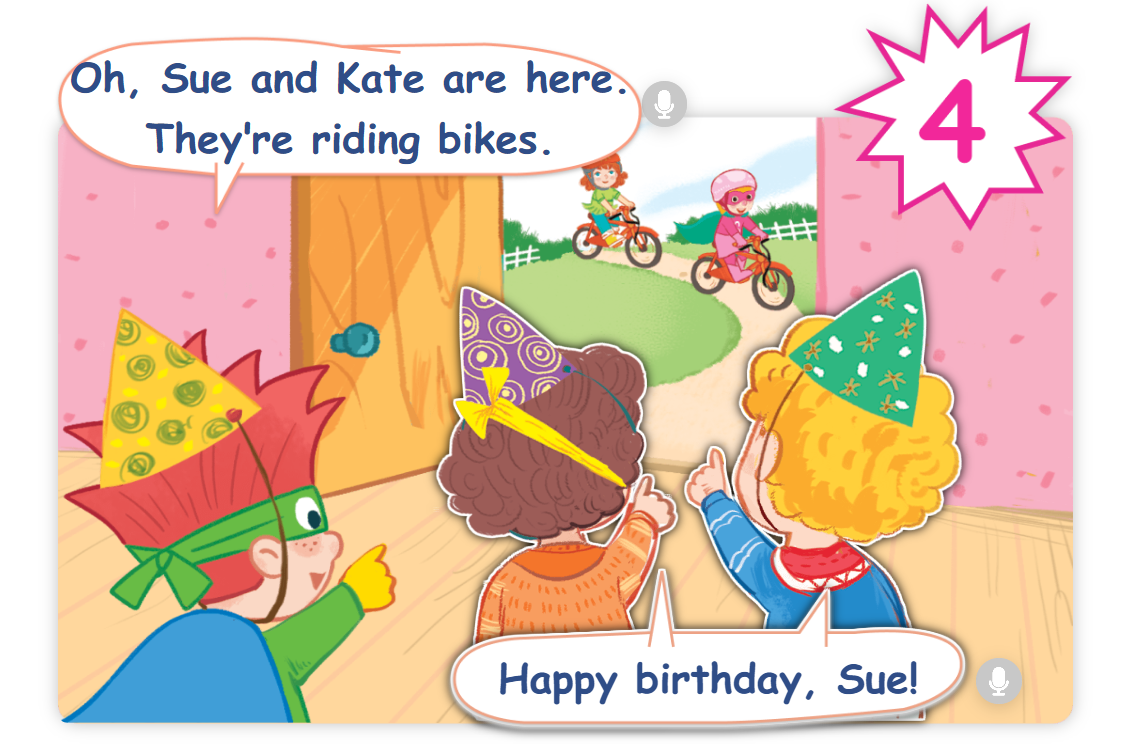 Oh, Sue and Kate are here.
They're riding bikes.
4
Happy birthday, Sue!